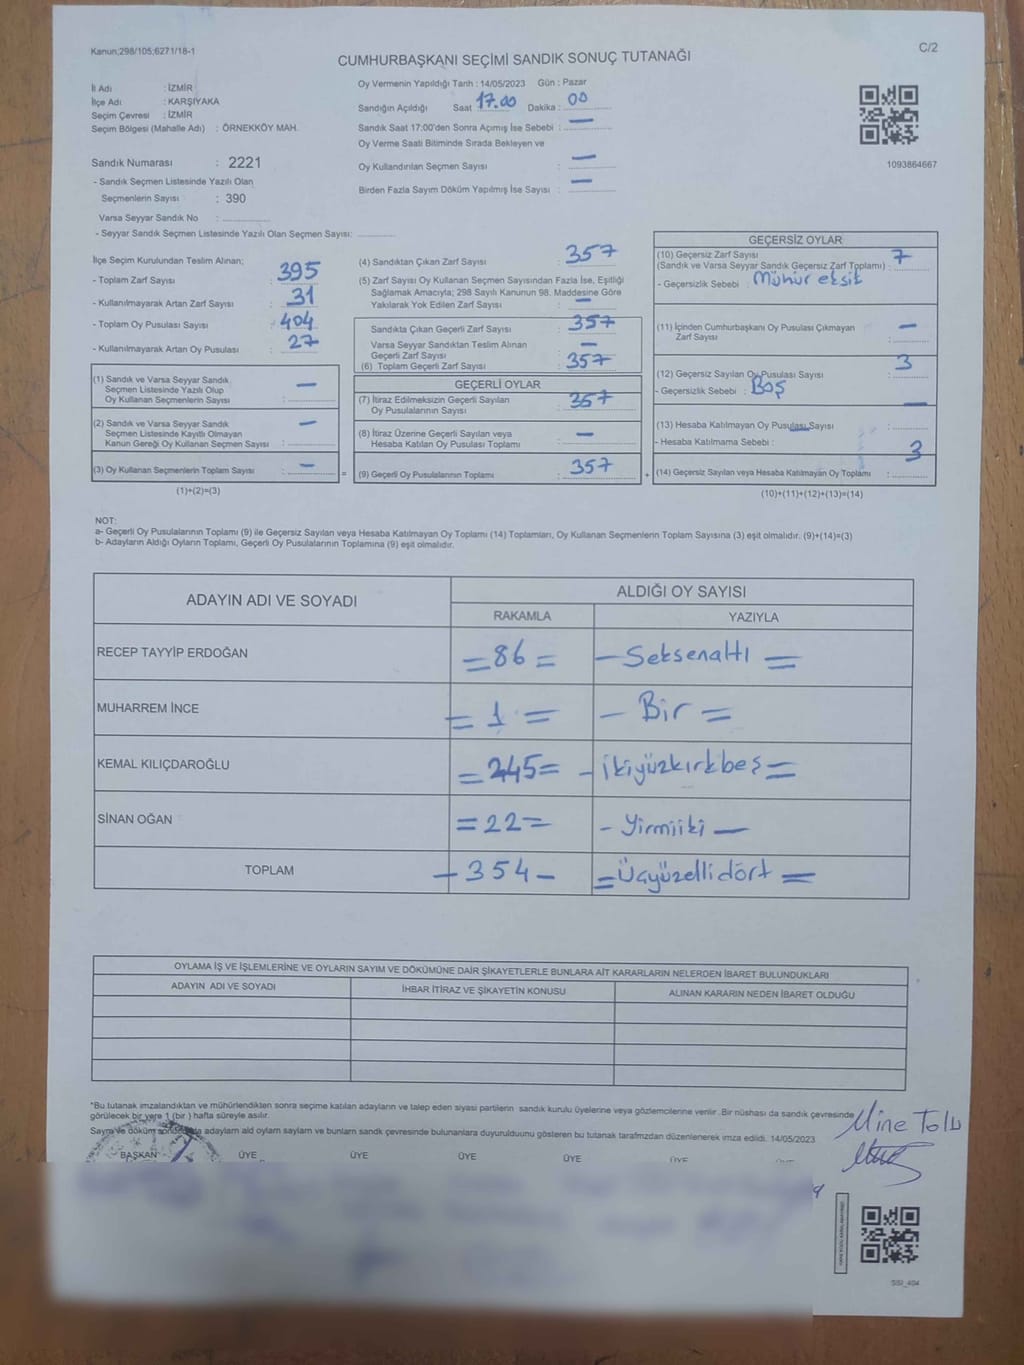 Kanun;298/105;6271/18-1
C/2
CUMHURBAŞKANI SEÇİMİ SANDIK SONUÇ TUTANAĞI
İl Adı : İZMİR
İlçe Adı : KARŞIYAKA
Seçim Çevresi : İZMİR
Seçim Bölgesi (Mahalle Adı) : ÖRNEKKÖY MAH.
Sandık Numarası : 2221
- Sandık Seçmen Listesinde Yazılı Olan
Seçmenlerin Sayısı : 390
Varsa Seyyar Sandık No :
- Seyyar Sandık Seçmen Listesinde Yazılı Olan Seçmen Sayısı:
Oy Vermenin Yapıldığı Tarih : 14/05/2023 Gün : Pazar
Sandığın Açıldığı Saat 17.00 Dakika : 00
Sandık Saat 17:00'den Sonra Açımış İse Sebebi : —
Oy Verme Saati Bitiminde Sırada Bekleyen ve
Oy Kullandırılan Seçmen Sayısı : —
Birden Fazla Sayım Döküm Yapılmış İse Sayısı : —
1093864667
İlçe Seçim Kurulundan Teslim Alınan;
- Toplam Zarf Sayısı : 395
- Kullanılmayarak Artan Zarf Sayısı : 31
- Toplam Oy Pusulası Sayısı : 404
- Kullanılmayarak Artan Oy Pusulası : 27
(1) Sandık ve Varsa Seyyar Sandık
Seçmen Listesinde Yazılı Olup
Oy Kullanan Seçmenlerin Sayısı : —
(2) Sandık ve Varsa Seyyar Sandık
Seçmen Listesinde Kayıtlı Olmayan
Kanun Gereği Oy Kullanan Seçmen Sayısı : —
(3) Oy Kullanan Seçmenlerin Toplam Sayısı : —
(1)+(2)=(3)
=
(4) Sandıktan Çıkan Zarf Sayısı : 357
(5) Zarf Sayısı Oy Kullanan Seçmen Sayısından Fazla İse, Eşitliği
Sağlamak Amacıyla; 298 Sayılı Kanunun 98. Maddesine Göre
Yakılarak Yok Edilen Zarf Sayısı : —
Sandıkta Çıkan Geçerli Zarf Sayısı : 357
Varsa Seyyar Sandıktan Teslim Alınan
Geçerli Zarf Sayısı : —
(6) Toplam Geçerli Zarf Sayısı : 357
GEÇERLİ OYLAR
(7) İtiraz Edilmeksizin Geçerli Sayılan
Oy Pusulalarının Sayısı : 357
(8) İtiraz Üzerine Geçerli Sayılan veya
Hesaba Katılan Oy Pusulası Toplamı : —
(9) Geçerli Oy Pusulalarının Toplamı : 357
+
GEÇERSİZ OYLAR
(10) Geçersiz Zarf Sayısı
(Sandık ve Varsa Seyyar Sandık Geçersiz Zarf Toplamı) : 7
- Geçersizlik Sebebi : Mühür eksik
(11) İçinden Cumhurbaşkanı Oy Pusulası Çıkmayan
Zarf Sayısı : —
(12) Geçersiz Sayılan Oy Pusulası Sayısı : 3
- Geçersizlik Sebebi : Boş
(13) Hesaba Katılmayan Oy Pusulası Sayısı : —
- Hesaba Katılmama Sebebi :
(14) Geçersiz Sayılan veya Hesaba Katılmayan Oy Toplamı : 3
(10)+(11)+(12)+(13)=(14)
NOT:
a- Geçerli Oy Pusulalarının Toplamı (9) ile Geçersiz Sayılan veya Hesaba Katılmayan Oy Toplamı (14) Toplamları, Oy Kullanan Seçmenlerin Toplam Sayısına (3) eşit olmalıdır. (9)+(14)=(3)
b- Adayların Aldığı Oyların Toplamı, Geçerli Oy Pusulalarının Toplamına (9) eşit olmalıdır.
ADAYIN ADI VE SOYADI
ALDIĞI OY SAYISI
RAKAMLA YAZIYLA
RECEP TAYYİP ERDOĞAN =86= — Seksenaltı =
MUHARREM İNCE = 1 = — Bir =
KEMAL KILIÇDAROĞLU =245= - ikiyüzkırkbeş=
SİNAN OĞAN =22= - Yirmiiki —
TOPLAM - 354 - =Üçyüzellidört =
OYLAMA İŞ VE İŞLEMLERİNE VE OYLARIN SAYIM VE DÖKÜMÜNE DAİR ŞİKAYETLERLE BUNLARA AİT KARARLARIN NELERDEN İBARET BULUNDUKLARI
ADAYIN ADI VE SOYADI İHBAR İTİRAZ VE ŞİKAYETİN KONUSU ALINAN KARARIN NEDEN İBARET OLDUĞU
*Bu tutanak imzalandıktan ve mühürlendikten sonra seçime katılan adayların ve talep eden siyasi partilerin sandık kurulu üyelerine veya gözlemcilerine verilir .Bir nüshası da sandık çevresinde
görülecek bir yere 1 (bir ) hafta süreyle asılır.
Sayım ve döküm adaylarn ald oylarn saylarn ve bunlarn sandk çevresinde bulunanlara duyurulduunu gösteren bu tutanak tarafmzdan düzenlenerek imza edildi. 14/05/2023
Mine Tolu
BAŞKAN ÜYE ÜYE ÜYE ÜYE
SSI_404